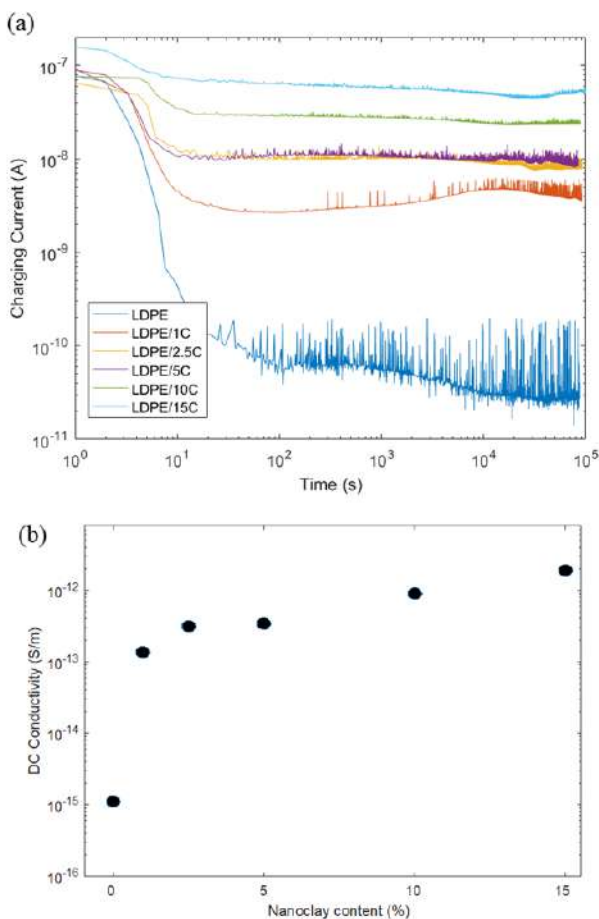 (a)
10⁻⁷
10⁻⁸
10⁻⁹
10⁻¹⁰
10⁻¹¹
Charging Current (A)
LDPE
LDPE/1C
LDPE/2.5C
LDPE/5C
LDPE/10C
LDPE/15C
10⁰ 10¹ 10² 10³ 10⁴ 10⁵
Time (s)
(b)
10⁻¹²
10⁻¹³
10⁻¹⁴
10⁻¹⁵
10⁻¹⁶
DC Conductivity (S/m)
0 5 10 15
Nanoclay content (%)